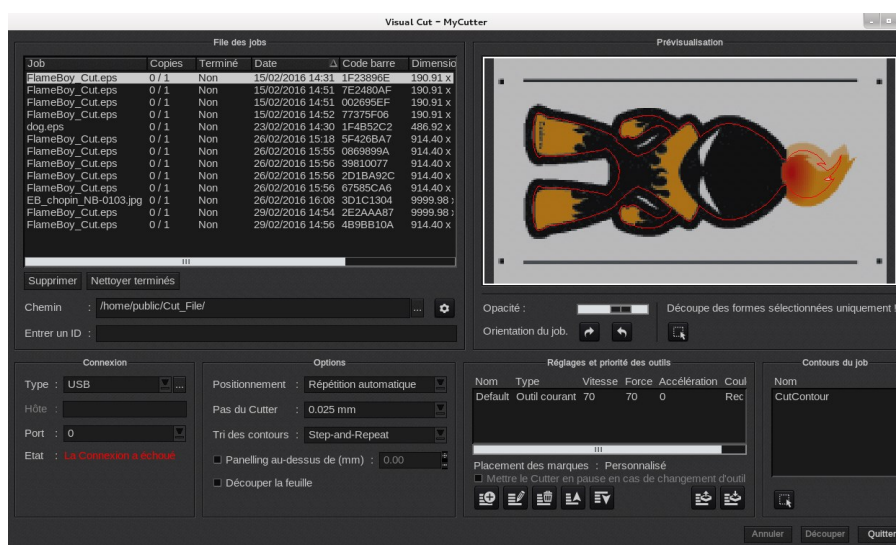 Visual Cut - MyCutter
File des jobs
Job Copies Terminé Date Code barre Dimensio
FlameBoy_Cut.eps 0 / 1 Non 15/02/2016 14:31 1F23896E 190.91 x
FlameBoy_Cut.eps 0 / 1 Non 15/02/2016 14:51 7E2480AF 190.91 x
FlameBoy_Cut.eps 0 / 1 Non 15/02/2016 14:51 002695EF 190.91 x
FlameBoy_Cut.eps 0 / 1 Non 15/02/2016 14:52 77375F06 190.91 x
dog.eps 0 / 1 Non 23/02/2016 14:30 1F4B52C2 486.92 x
FlameBoy_Cut.eps 0 / 1 Non 26/02/2016 15:18 5F426BA7 914.40 x
FlameBoy_Cut.eps 0 / 1 Non 26/02/2016 15:55 0869899A 914.40 x
FlameBoy_Cut.eps 0 / 1 Non 26/02/2016 15:56 39810077 914.40 x
FlameBoy_Cut.eps 0 / 1 Non 26/02/2016 15:56 2D1BA92C 914.40 x
FlameBoy_Cut.eps 0 / 1 Non 26/02/2016 15:56 67585CA6 914.40 x
EB_chopin_NB-0103.jpg 0 / 1 Non 26/02/2016 16:08 3D1C1304 9999.98
FlameBoy_Cut.eps 0 / 1 Non 29/02/2016 14:54 2E2AAA87 9999.98
FlameBoy_Cut.eps 0 / 1 Non 29/02/2016 14:56 4B9BB10A 914.40 x
Supprimer Nettoyer terminés
Chemin : /home/public/Cut_File/ ...
Entrer un ID :
Prévisualisation
Opacité : Découpe des formes sélectionnées uniquement !
Orientation du job.
Connexion
Type : USB ...
Hôte :
Port : 0
Etat : La Connexion a échoué
Options
Positionnement : Répétition automatique
Pas du Cutter : 0.025 mm
Tri des contours : Step-and-Repeat
Panelling au-dessus de (mm) : 0.00
Découper la feuille
Réglages et priorité des outils
Nom Type Vitesse Force Accélération Coul
Default Outil courant 70 70 0 Rec
Placement des marques : Personnalisé
Mettre le Cutter en pause en cas de changement d'outil
Contours du job
Nom
CutContour
Annuler Découper Quitter